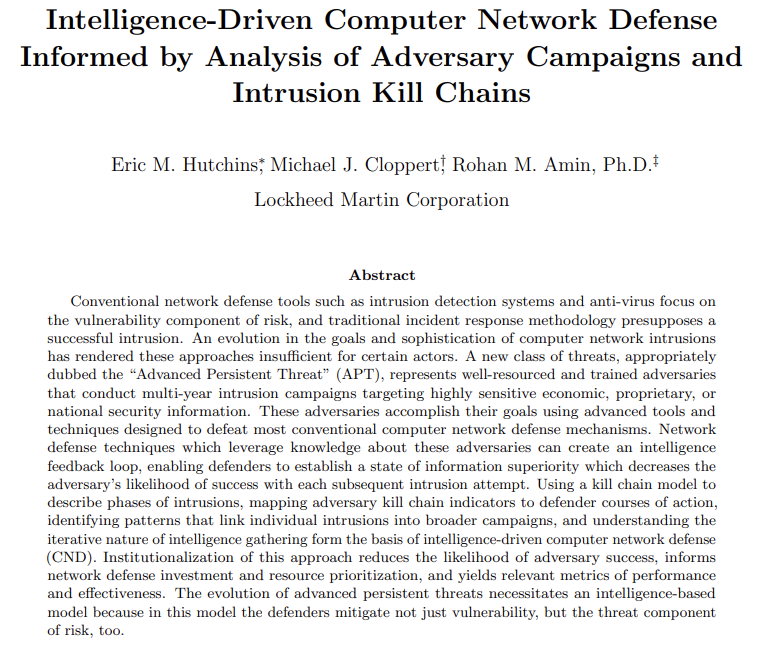 Intelligence-Driven Computer Network Defense
Informed by Analysis of Adversary Campaigns and
Intrusion Kill Chains
Eric M. Hutchins*, Michael J. Cloppert†, Rohan M. Amin, Ph.D.‡
Lockheed Martin Corporation
Abstract
Conventional network defense tools such as intrusion detection systems and anti-virus focus on
the vulnerability component of risk, and traditional incident response methodology presupposes a
successful intrusion. An evolution in the goals and sophistication of computer network intrusions
has rendered these approaches insufficient for certain actors. A new class of threats, appropriately
dubbed the “Advanced Persistent Threat” (APT), represents well-resourced and trained adversaries
that conduct multi-year intrusion campaigns targeting highly sensitive economic, proprietary, or
national security information. These adversaries accomplish their goals using advanced tools and
techniques designed to defeat most conventional computer network defense mechanisms. Network
defense techniques which leverage knowledge about these adversaries can create an intelligence
feedback loop, enabling defenders to establish a state of information superiority which decreases the
adversary’s likelihood of success with each subsequent intrusion attempt. Using a kill chain model to
describe phases of intrusions, mapping adversary kill chain indicators to defender courses of action,
identifying patterns that link individual intrusions into broader campaigns, and understanding the
iterative nature of intelligence gathering form the basis of intelligence-driven computer network defense
(CND). Institutionalization of this approach reduces the likelihood of adversary success, informs
network defense investment and resource prioritization, and yields relevant metrics of performance
and effectiveness. The evolution of advanced persistent threats necessitates an intelligence-based
model because in this model the defenders mitigate not just vulnerability, but the threat component
of risk, too.